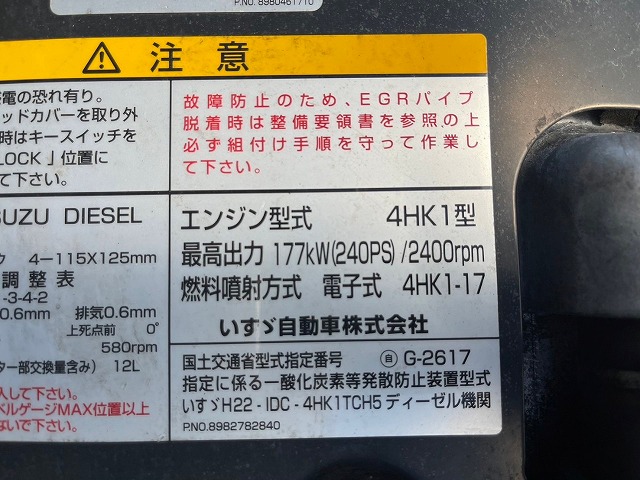 P.NO. 8980461710
⚠ 注意
電の恐れ有り。
ッドカバーを取り外
時はキースイッチを
LOCK」位置に
て下さい。
故障防止のため、EGRパイプ
脱着時は整備要領書を参照の上
必ず組付け手順を守って作業し
て下さい。
SUZU DIESEL
4-115X125mm
調整表
-3-4-2
0.6mm 排気0.6mm
上死点前 0°
580rpm
ター部交換量含み) 12L
入して下さい。
ベルゲージMAX位置以上
ないで下さい。
エンジン型式 4HK1型
最高出力 177kW(240PS)/2400rpm
燃料噴射方式 電子式 4HK1-17
いすゞ自動車株式会社
国土交通省型式指定番号 ㊀自 G-2617
指定に係る一酸化炭素等発散防止装置型式
いすゞH22-IDC-4HK1TCH5ディーゼル機関
P.NO.8982782840